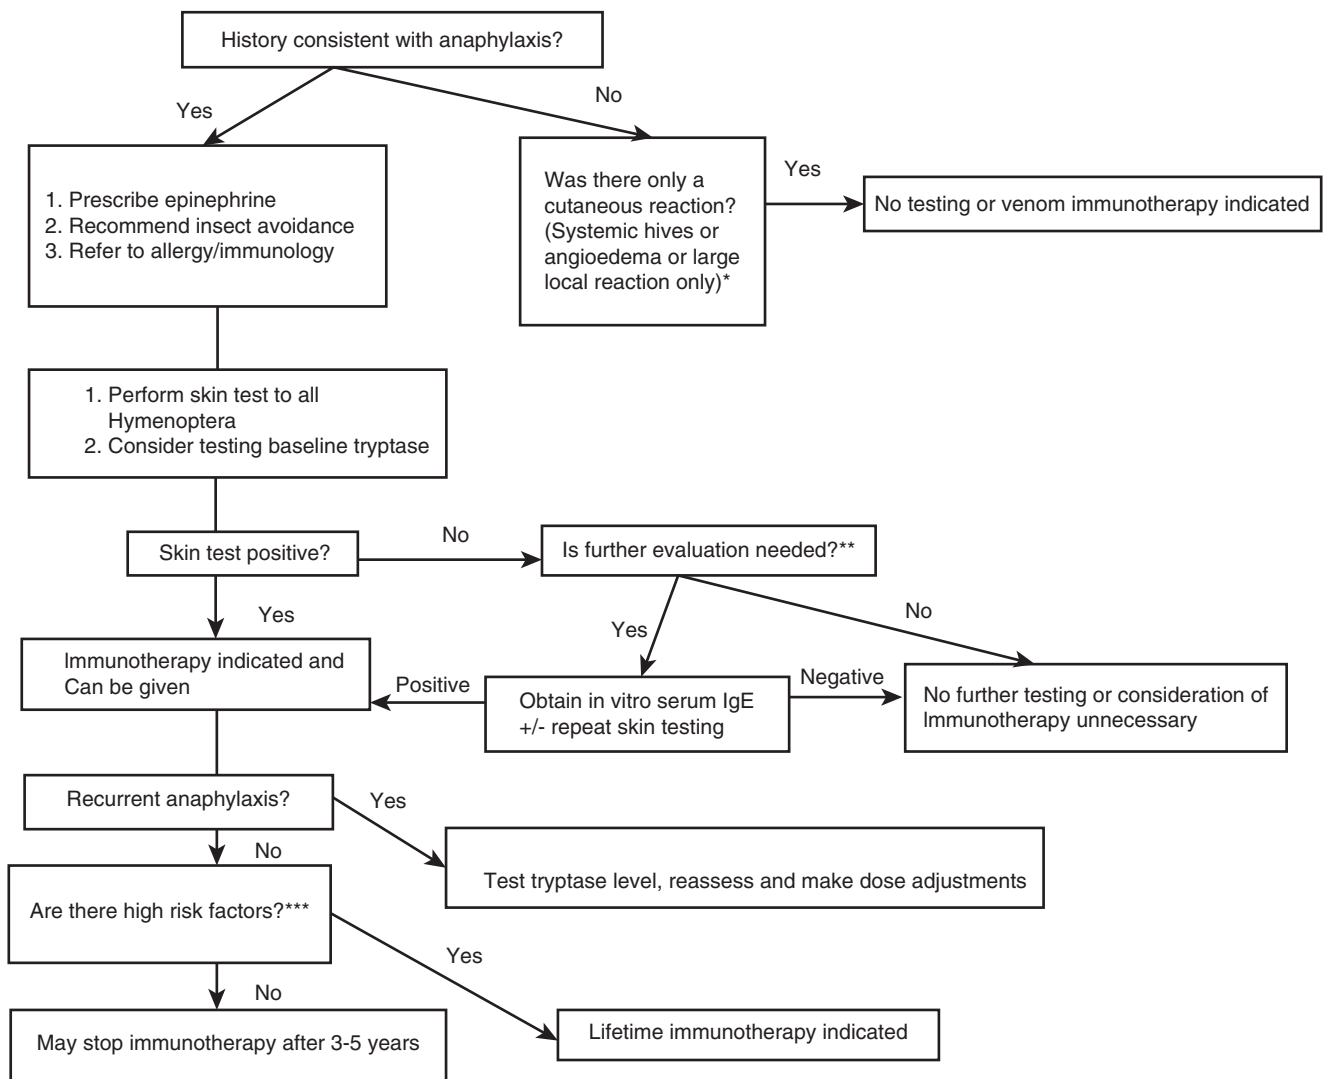 History consistent with anaphylaxis?
Yes
No
1. Prescribe epinephrine
2. Recommend insect avoidance
3. Refer to allergy/immunology
Was there only a
cutaneous reaction?
(Systemic hives or
angioedema or large
local reaction only)*
Yes
No testing or venom immunotherapy indicated
1. Perform skin test to all
Hymenoptera
2. Consider testing baseline tryptase
Skin test positive?
No
Is further evaluation needed?**
Yes
Yes
No
Immunotherapy indicated and
Can be given
Positive
Obtain in vitro serum IgE
+/- repeat skin testing
Negative
No further testing or consideration of
Immunotherapy unnecessary
Recurrent anaphylaxis?
Yes
No
Test tryptase level, reassess and make dose adjustments
Are there high risk factors?***
Yes
No
May stop immunotherapy after 3-5 years
Lifetime immunotherapy indicated